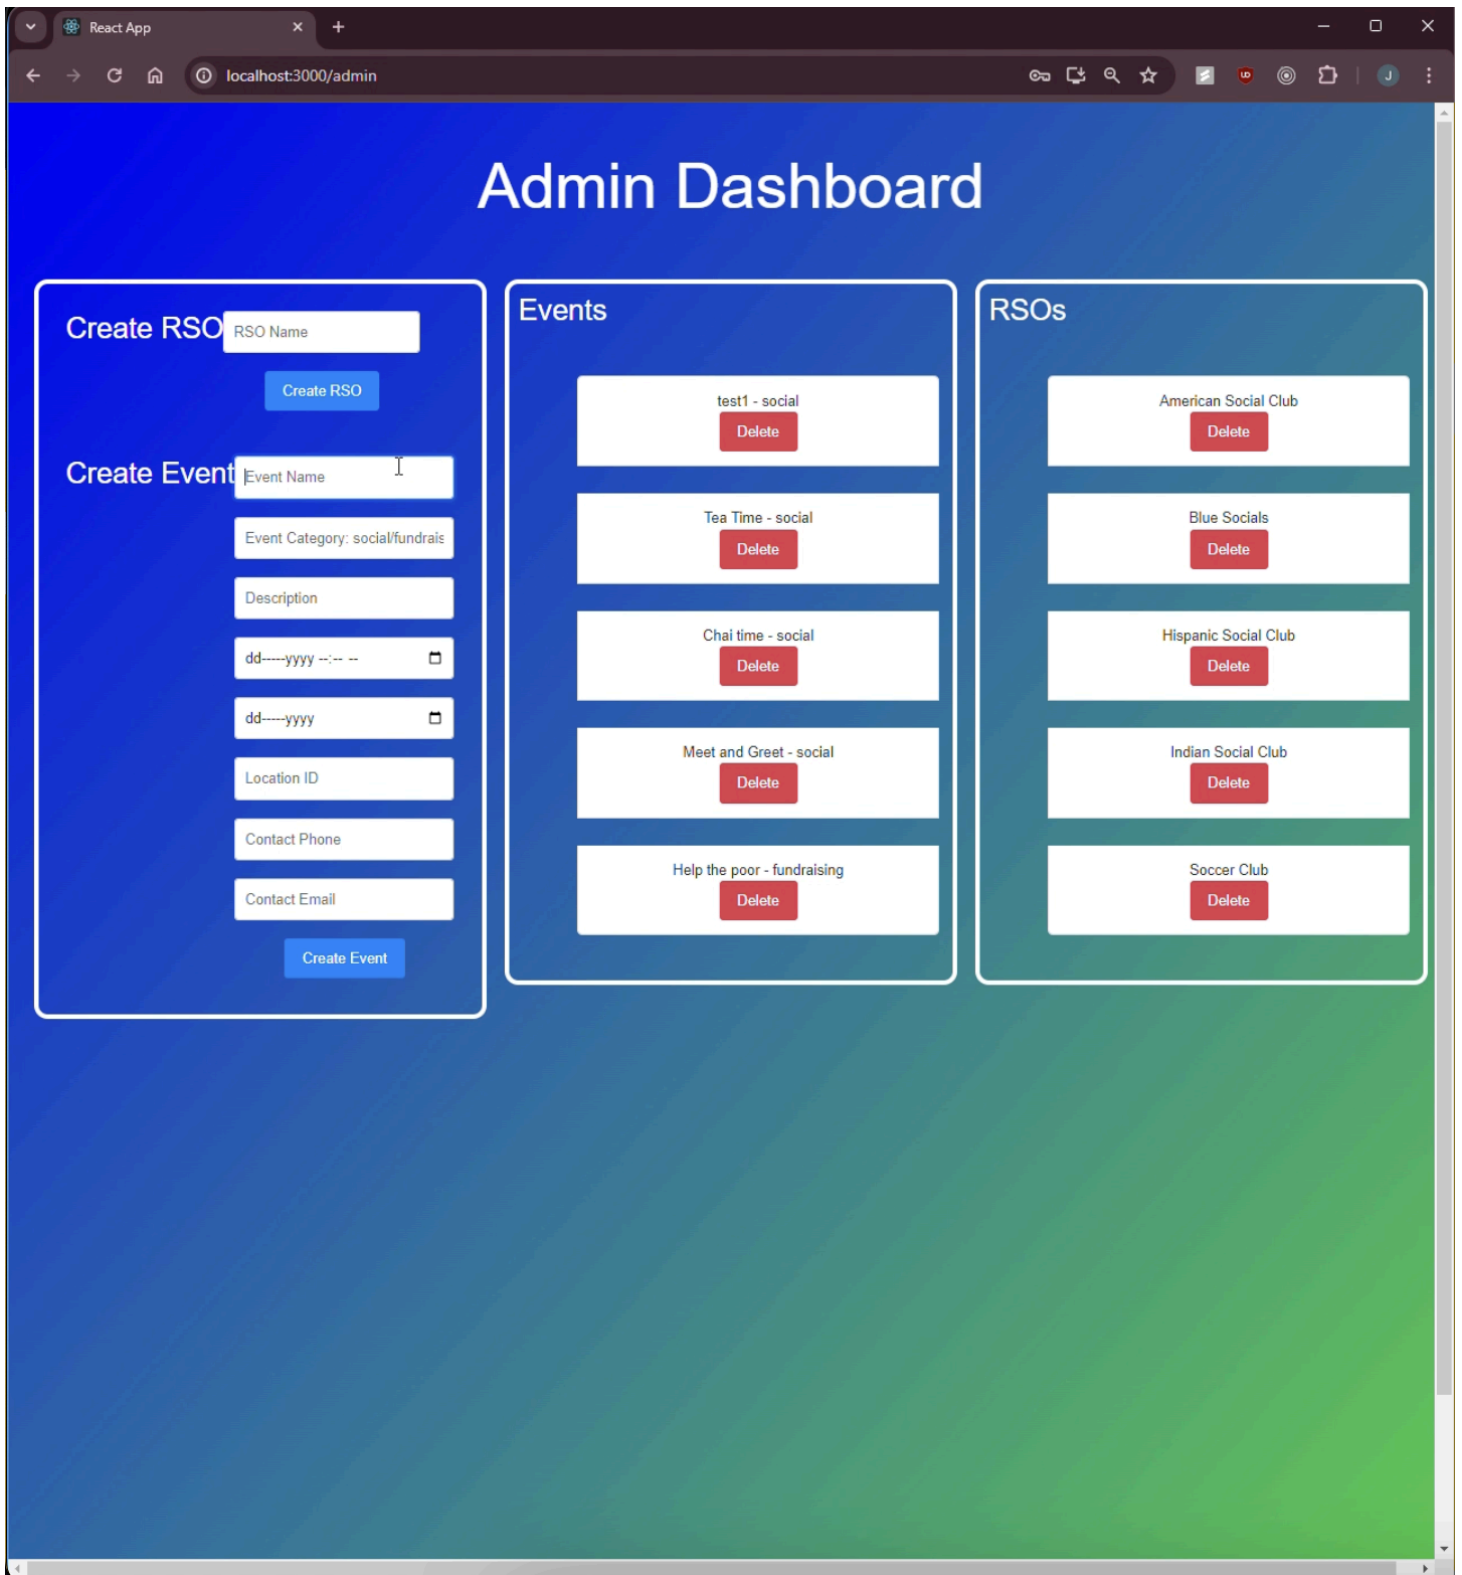 React App
localhost:3000/admin
J
Admin Dashboard
Create RSO
RSO Name
Create RSO
Create Event
Event Name
Event Category: social/fundrais
Description
dd-----yyyy --:-- --
dd-----yyyy
Location ID
Contact Phone
Contact Email
Create Event
Events
test1 - social
Delete
Tea Time - social
Delete
Chai time - social
Delete
Meet and Greet - social
Delete
Help the poor - fundraising
Delete
RSOs
American Social Club
Delete
Blue Socials
Delete
Hispanic Social Club
Delete
Indian Social Club
Delete
Soccer Club
Delete